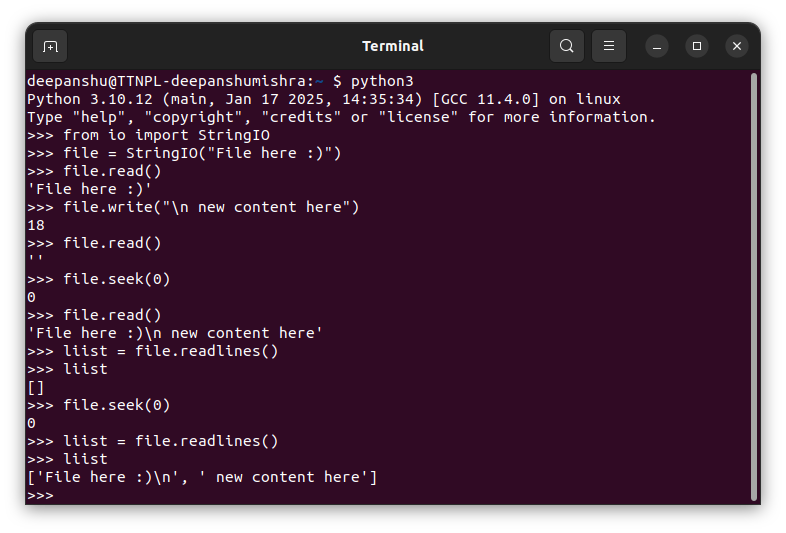 Terminal
deepanshu@TTNPL-deepanshumishra:~ $ python3
Python 3.10.12 (main, Jan 17 2025, 14:35:34) [GCC 11.4.0] on linux
Type "help", "copyright", "credits" or "license" for more information.
>>> from io import StringIO
>>> file = StringIO("File here :)")
>>> file.read()
'File here :)'
>>> file.write("\n new content here")
18
>>> file.read()
''
>>> file.seek(0)
0
>>> file.read()
'File here :)\n new content here'
>>> liist = file.readlines()
>>> liist
[]
>>> file.seek(0)
0
>>> liist = file.readlines()
>>> liist
['File here :)\n', ' new content here']
>>>